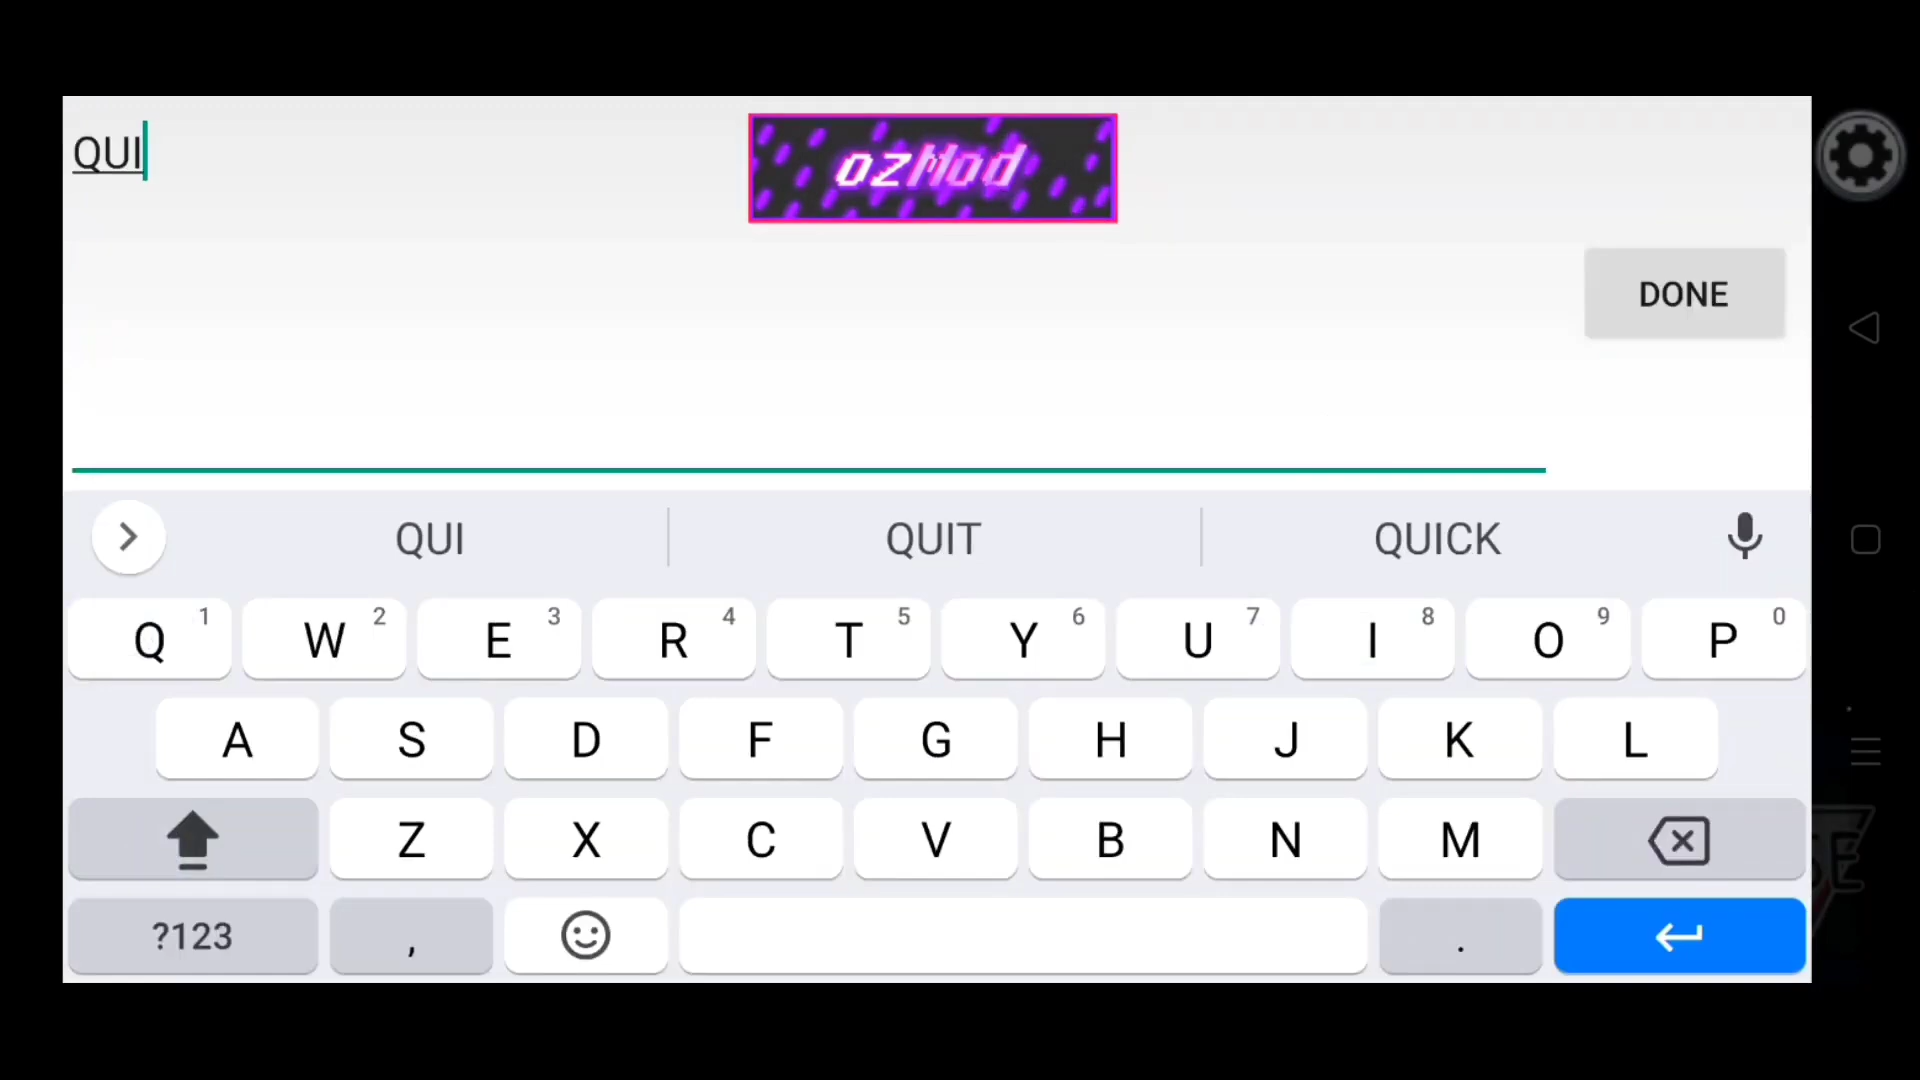 QUI
ozMod
DONE
QUI QUIT QUICK
Q 1 W 2 E 3 R 4 T 5 Y 6 U 7 I 8 O 9 P 0
A S D F G H J K L
Z X C V B N M
?123 , .